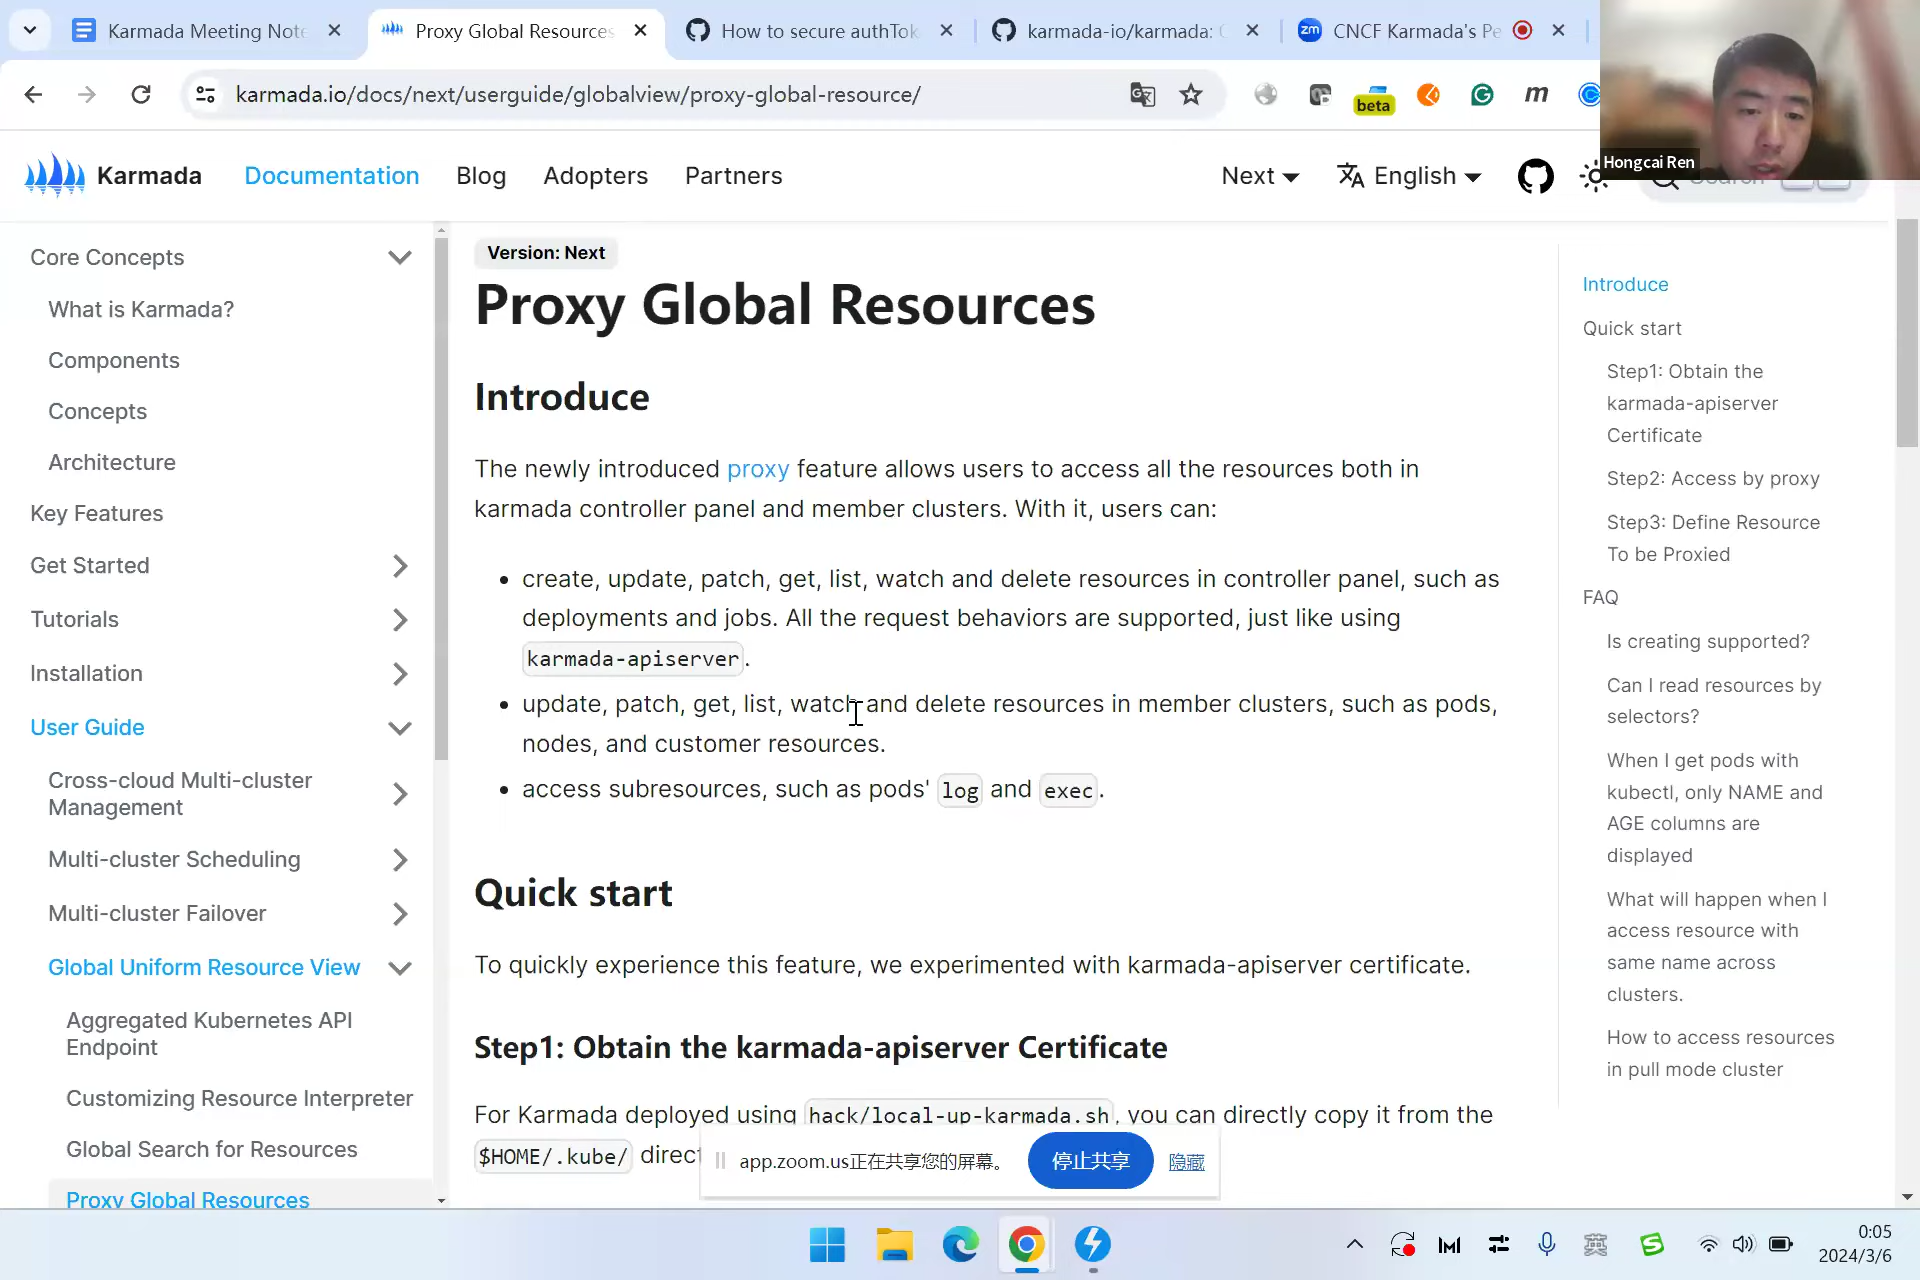 Karmada Meeting Note
Proxy Global Resources
How to secure authTok
karmada-io/karmada:
CNCF Karmada's Pe
karmada.io/docs/next/userguide/globalview/proxy-global-resource/
beta
Hongcai Ren
Karmada
Documentation
Blog
Adopters
Partners
Next
English
Core Concepts
What is Karmada?
Components
Concepts
Architecture
Key Features
Get Started
Tutorials
Installation
User Guide
Cross-cloud Multi-cluster
Management
Multi-cluster Scheduling
Multi-cluster Failover
Global Uniform Resource View
Aggregated Kubernetes API
Endpoint
Customizing Resource Interpreter
Global Search for Resources
Proxy Global Resources
Version: Next
Proxy Global Resources
Introduce
The newly introduced proxy feature allows users to access all the resources both in
karmada controller panel and member clusters. With it, users can:
• create, update, patch, get, list, watch and delete resources in controller panel, such as
deployments and jobs. All the request behaviors are supported, just like using
karmada-apiserver.
• update, patch, get, list, watch and delete resources in member clusters, such as pods,
nodes, and customer resources.
• access subresources, such as pods' log and exec.
Quick start
To quickly experience this feature, we experimented with karmada-apiserver certificate.
Step1: Obtain the karmada-apiserver Certificate
For Karmada deployed using hack/local-up-karmada.sh, you can directly copy it from the
$HOME/.kube/ direct
app.zoom.us正在共享您的屏幕。
停止共享
隐藏
Introduce
Quick start
Step1: Obtain the
karmada-apiserver
Certificate
Step2: Access by proxy
Step3: Define Resource
To be Proxied
FAQ
Is creating supported?
Can I read resources by
selectors?
When I get pods with
kubectl, only NAME and
AGE columns are
displayed
What will happen when I
access resource with
same name across
clusters.
How to access resources
in pull mode cluster
英
0:05
2024/3/6